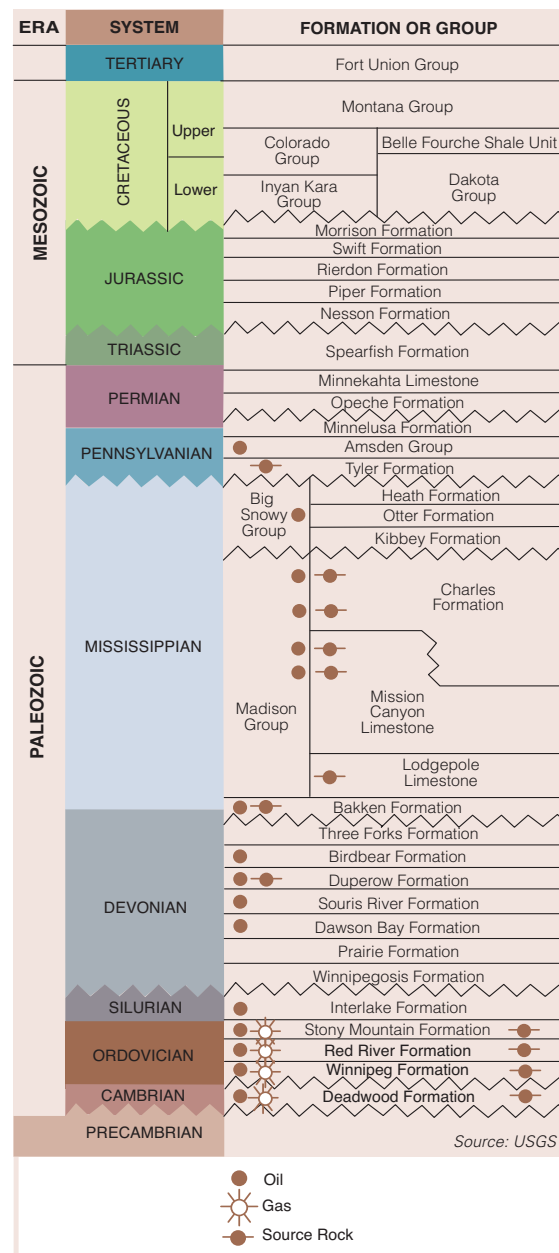 ERA SYSTEM FORMATION OR GROUP
TERTIARY Fort Union Group
MESOZOIC
CRETACEOUS
Upper
Lower
Montana Group
Colorado
Group
Belle Fourche Shale Unit
Inyan Kara
Group
Dakota
Group
JURASSIC
Morrison Formation
Swift Formation
Rierdon Formation
Piper Formation
Nesson Formation
TRIASSIC
Spearfish Formation
PALEOZOIC
PERMIAN
Minnekahta Limestone
Opeche Formation
PENNSYLVANIAN
Minnelusa Formation
Amsden Group
Tyler Formation
MISSISSIPPIAN
Big
Snowy
Group
Heath Formation
Otter Formation
Kibbey Formation
Madison
Group
Charles
Formation
Mission
Canyon
Limestone
Lodgepole
Limestone
Bakken Formation
DEVONIAN
Three Forks Formation
Birdbear Formation
Duperow Formation
Souris River Formation
Dawson Bay Formation
Prairie Formation
Winnipegosis Formation
SILURIAN
Interlake Formation
ORDOVICIAN
Stony Mountain Formation
Red River Formation
Winnipeg Formation
CAMBRIAN
Deadwood Formation
PRECAMBRIAN
Source: USGS
Oil
Gas
Source Rock